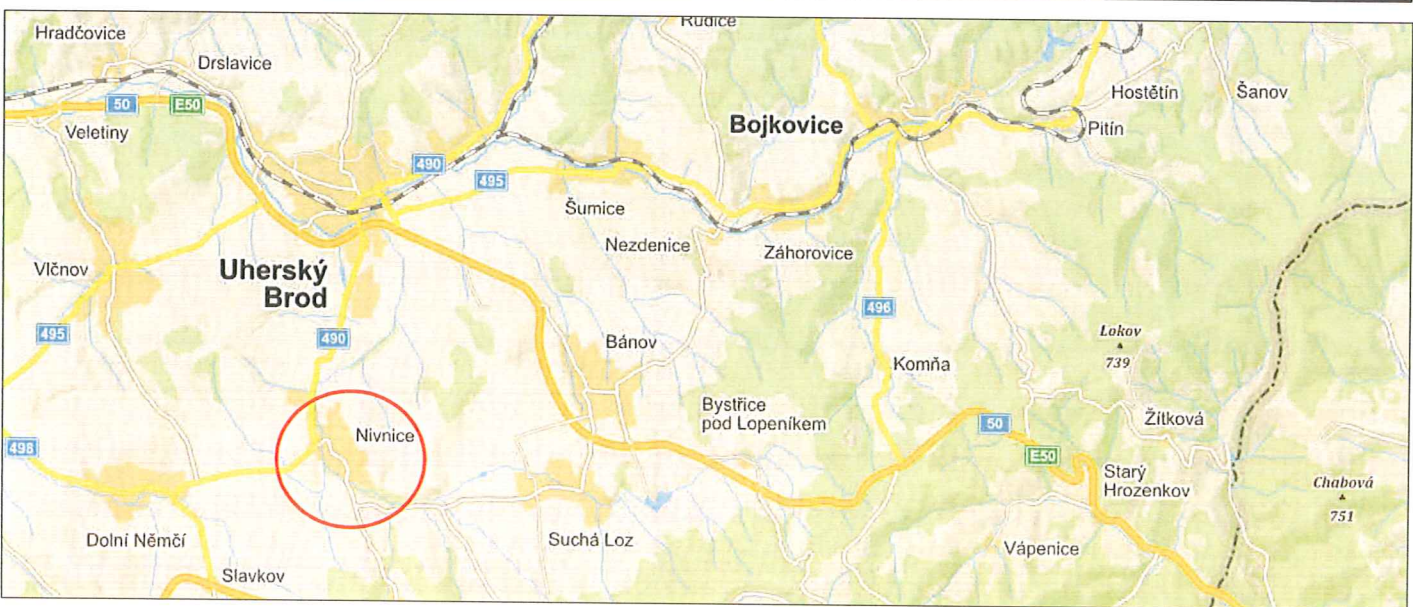 Rudice
Hradčovice
Drslavice
50
E50
Veletiny
Hostětín
Šanov
Bojkovice
Pitín
490
495
Šumice
Nezdenice
Záhorovice
Vlčnov
Uherský
Brod
495
490
496
Bánov
Lokov
739
Komňa
Bystřice
pod Lopeníkem
Žítková
50
E50
Nivnice
498
Starý
Hrozenkov
Chabová
751
Dolní Němčí
Suchá Loz
Vápenice
Slavkov